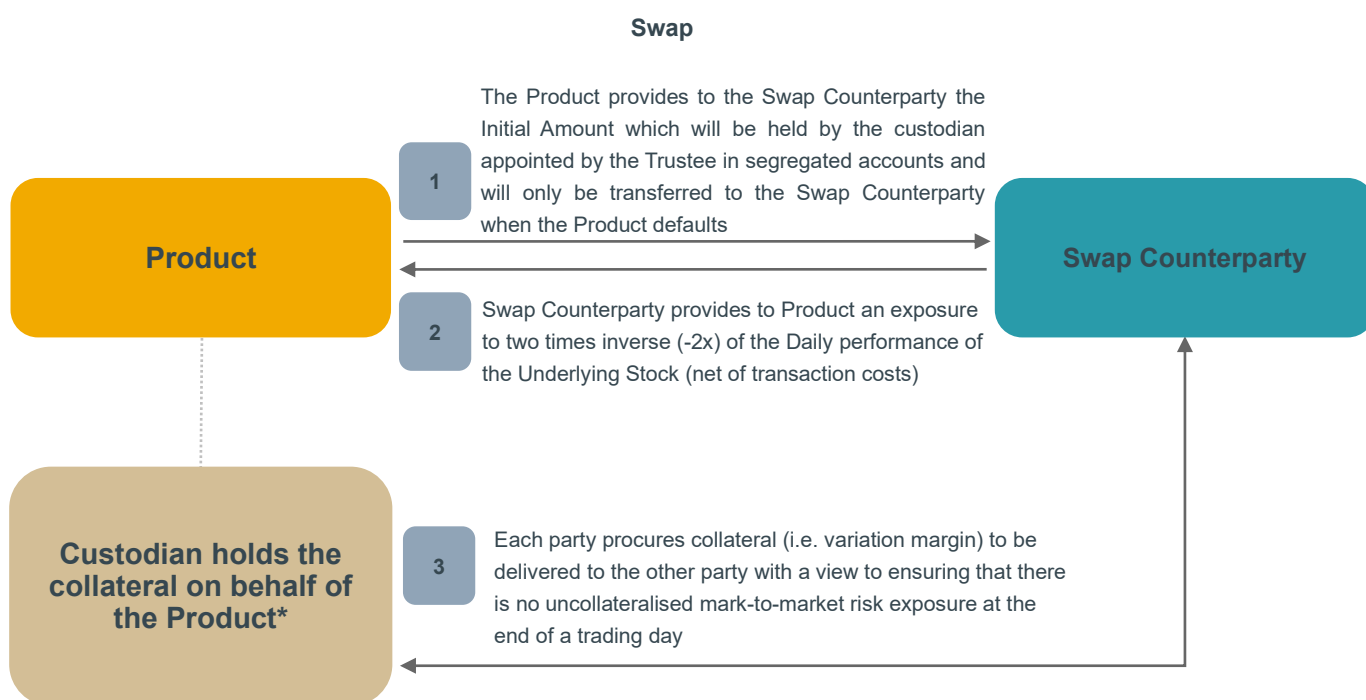 Swap
The Product provides to the Swap Counterparty the
Initial Amount which will be held by the custodian
appointed by the Trustee in segregated accounts and
will only be transferred to the Swap Counterparty
when the Product defaults
1
Product
Swap Counterparty
2
Swap Counterparty provides to Product an exposure
to two times inverse (-2x) of the Daily performance of
the Underlying Stock (net of transaction costs)
Custodian holds the
collateral on behalf of
the Product*
3
Each party procures collateral (i.e. variation margin) to be
delivered to the other party with a view to ensuring that there
is no uncollateralised mark-to-market risk exposure at the
end of a trading day